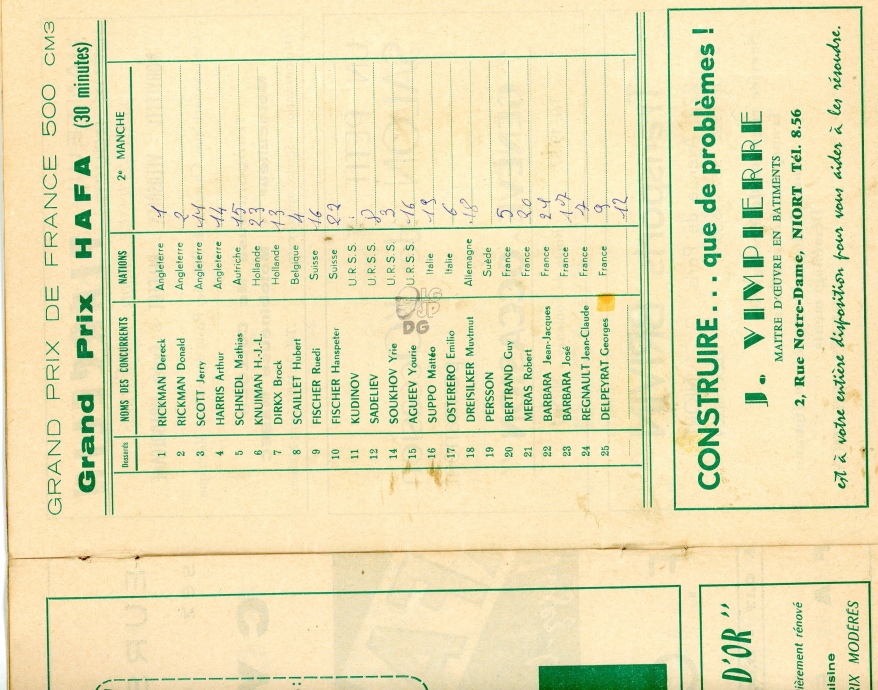 GRAND PRIX DE FRANCE 500 CM3
Grand Prix HAFA (30 minutes)
Dossards NOMS DES CONCURRENTS NATIONS 2e MANCHE
1 RICKMAN Dereck Angleterre 1
2 RICKMAN Donald Angleterre 2
3 SCOTT Jerry Angleterre 11
4 HARRIS Arthur Angleterre 14
5 SCHNEDL Mathias Autriche 15
6 KNUIMAN H.-J.-L. Hollande 23
7 DIRKX Brock Hollande 13
8 SCAILLET Hubert Belgique 4
9 FISCHER Ruedi Suisse 16
10 FISCHER Hanspeter Suisse 22
11 KUDINOV U.R.S.S.
12 SADELIEV U.R.S.S. 8
14 SOUKHOV Yrie U.R.S.S. 3
15 AGUEEV Yourie U.R.S.S.
16 SUPPO Mattéo Italie 19
17 OSTERERO Emilio Italie 6
18 DREISILKER Muvtmut Allemagne 18
19 PERSSON Suède
20 BERTRAND Guy France 5
21 MERAS Robert France 20
22 BARBARA Jean-Jacques France 21
23 BARBARA José France 17
24 REGNAULT Jean-Claude France 7
25 DELPEYRAT Georges France 9
12
DG
CONSTRUIRE... que de problèmes !
J. VIMPIERRE
MAITRE D'ŒUVRE EN BATIMENTS
2, Rue Notre-Dame, NIORT Tél. 8.56
est à votre entière disposition pour vous aider à les résoudre.
D'OR "
ièrement rénové
uisine
RIX MODÉRÉS